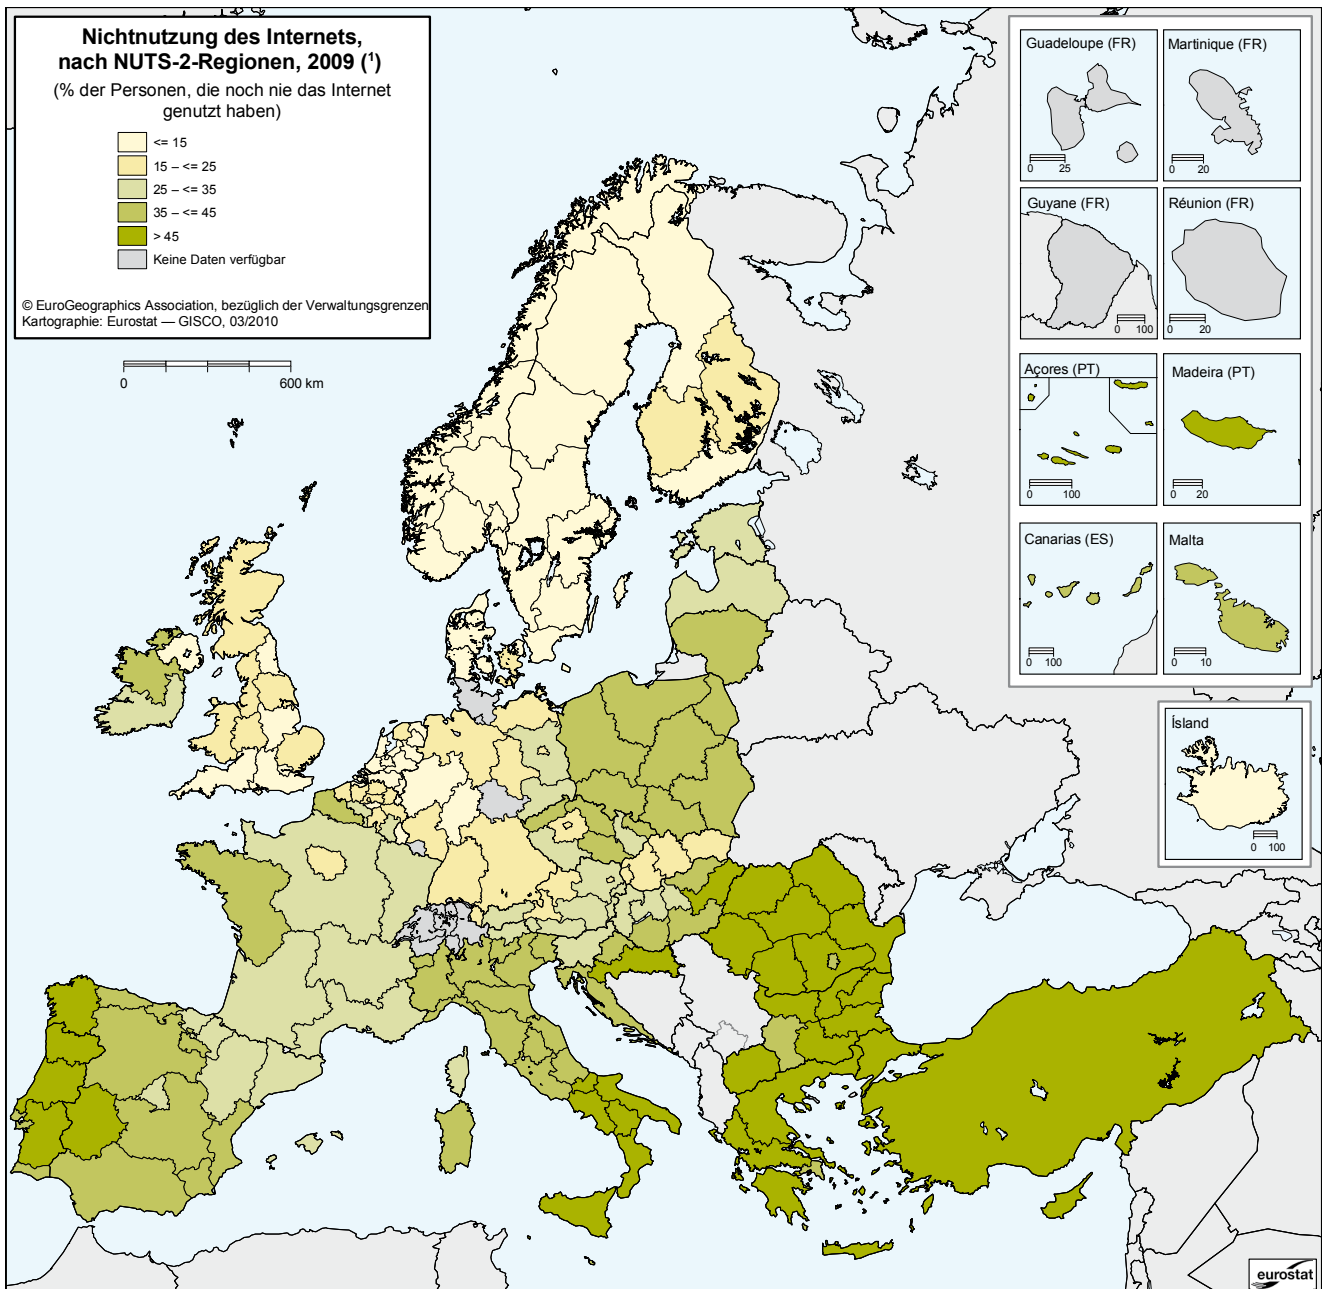 Nichtnutzung des Internets,
nach NUTS-2-Regionen, 2009 (¹)
(% der Personen, die noch nie das Internet
genutzt haben)
<= 15
15 – <= 25
25 – <= 35
35 – <= 45
> 45
Keine Daten verfügbar
© EuroGeographics Association, bezüglich der Verwaltungsgrenzen
Kartographie: Eurostat — GISCO, 03/2010
0 600 km
Guadeloupe (FR)
0 25
Martinique (FR)
0 20
Guyane (FR)
0 100
Réunion (FR)
0 20
Açores (PT)
0 100
Madeira (PT)
0 20
Canarias (ES)
0 100
Malta
0 10
Ísland
0 100
eurostat